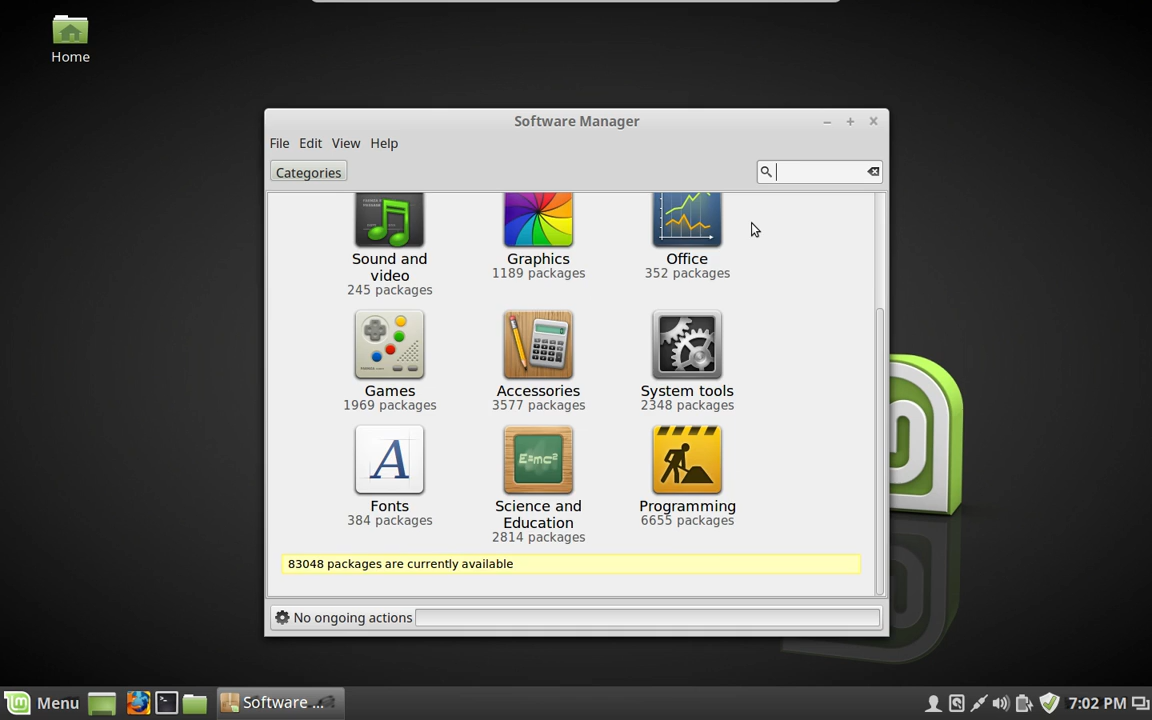 Home
Software Manager
File Edit View Help
Categories
Sound and video
245 packages
Graphics
1189 packages
Office
352 packages
Games
1969 packages
Accessories
3577 packages
System tools
2348 packages
Fonts
384 packages
E=mc²
Science and Education
2814 packages
Programming
6655 packages
83048 packages are currently available
No ongoing actions
Menu
Software ...
7:02 PM